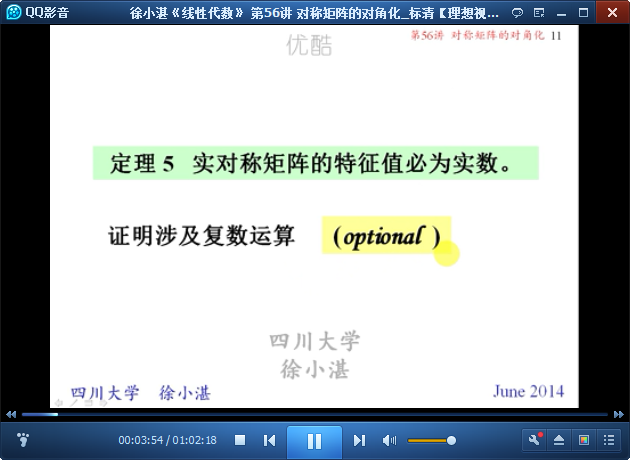 QQ影音 徐小湛《线性代数》 第56讲 对称矩阵的对角化_标清【理想视...
优酷
第56讲 对称矩阵的对角化 11
定理 5 实对称矩阵的特征值必为实数。
证明涉及复数运算 (optional )
四川大学
徐小湛
四川大学 徐小湛 June 2014
00:03:54 / 01:02:18